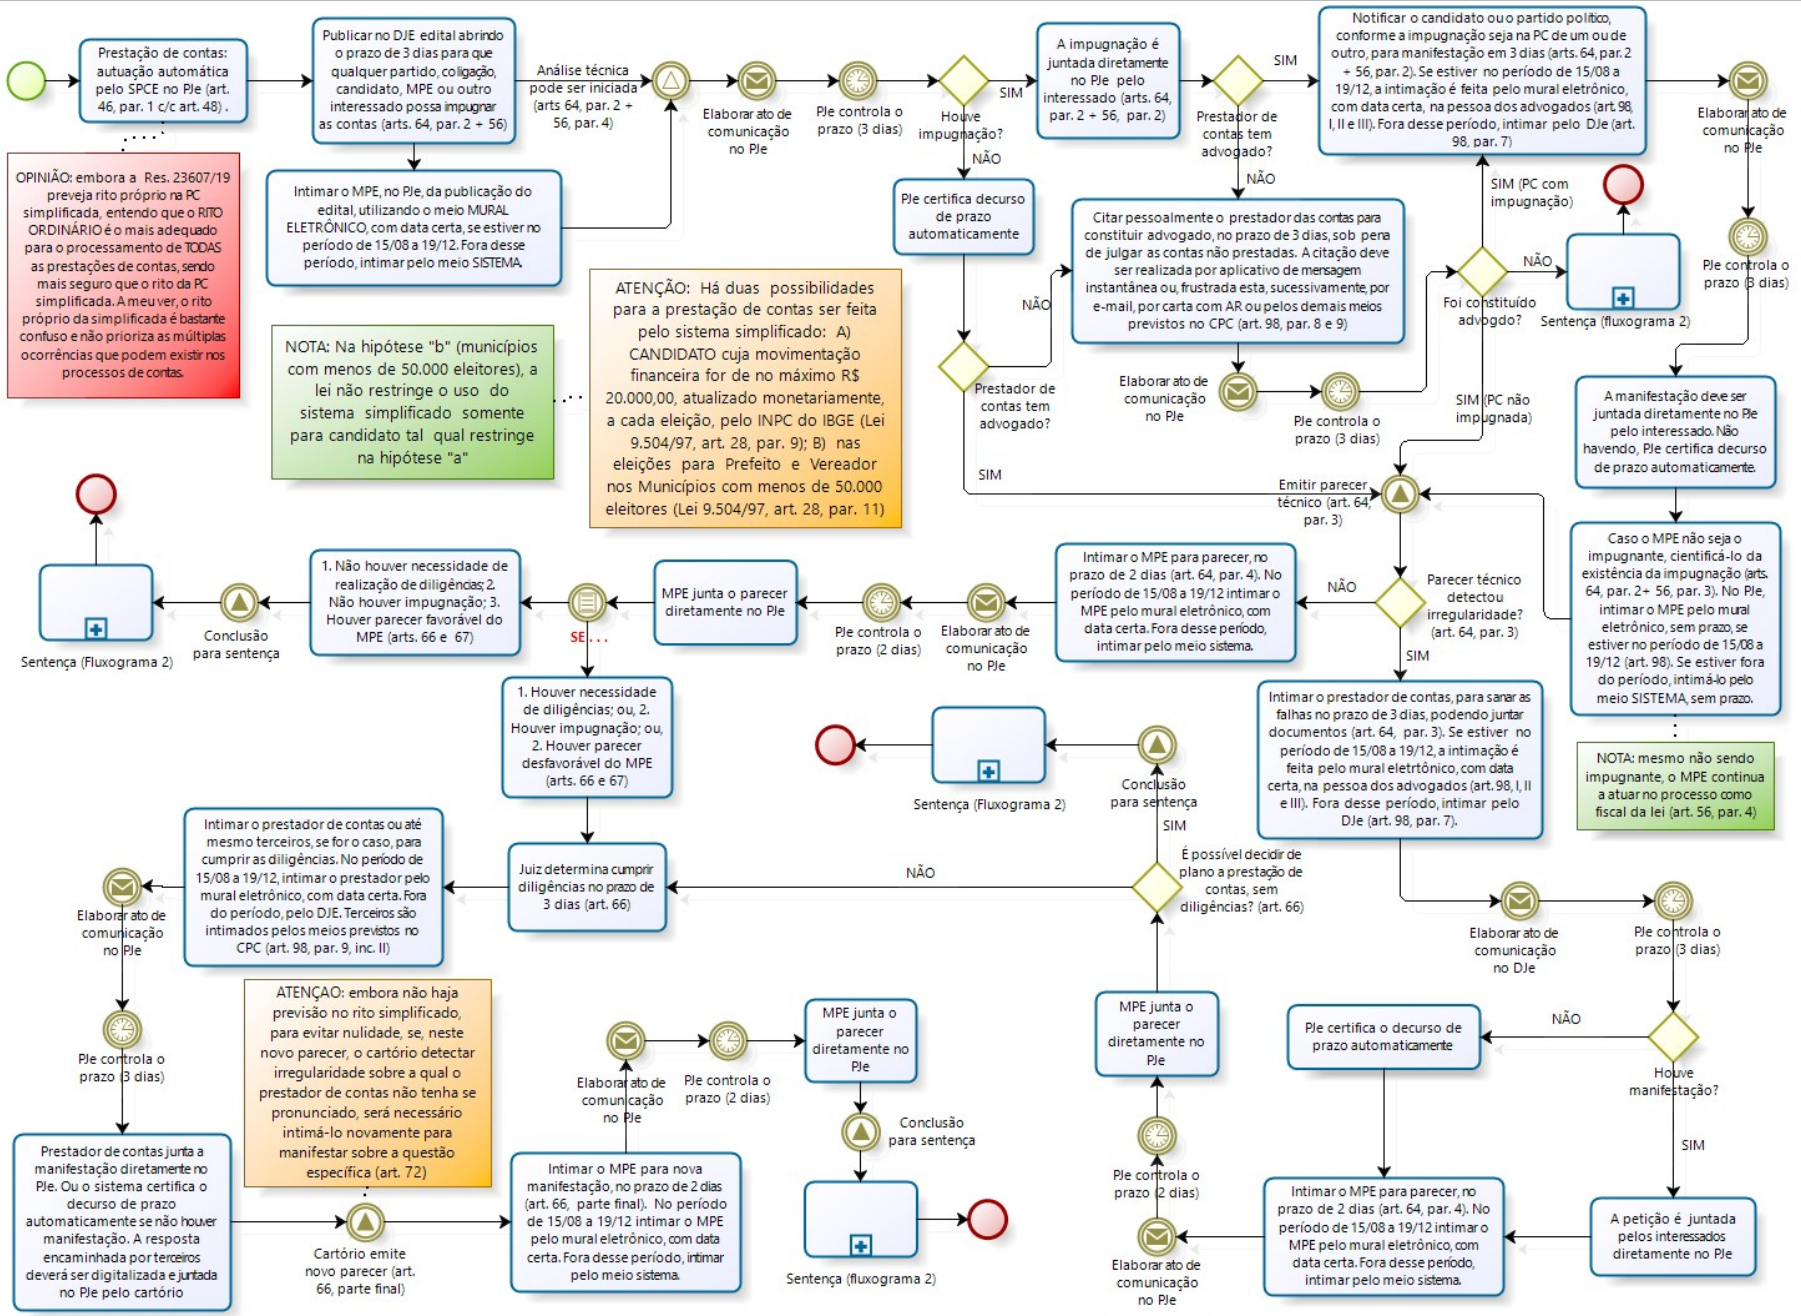 Prestação de contas:
autuação automática
pelo SPCE no PJe (art.
46, par. 1 c/c art. 48) .
Publicar no DJE edital abrindo
o prazo de 3 dias para que
qualquer partido, coligação,
candidato, MPE ou outro
interessado possa impugnar
as contas (arts. 64, par. 2 + 56)
Análise técnica
pode ser iniciada
(arts 64, par. 2 +
56, par. 4)
Elaborar ato de
comunicação
no PJe
PJe controla o
prazo (3 dias)
Houve
impugnação?
SIM
NÃO
A impugnação é
juntada diretamente
no PJe pelo
interessado (arts. 64,
par. 2 + 56, par. 2)
Prestador de
contas tem
advogado?
SIM
NÃO
Notificar o candidato ou o partido político,
conforme a impugnação seja na PC de um ou de
outro, para manifestação em 3 dias (arts. 64, par. 2
+ 56, par. 2). Se estiver no período de 15/08 a
19/12, a intimação é feita pelo mural eletrônico,
com data certa, na pessoa dos advogados (art. 98,
I, II e III). Fora desse período, intimar pelo DJe (art.
98, par. 7)
Elaborar ato de
comunicação no
PJe
PJe controla o
prazo (3 dias)
OPINIÃO: embora a Res. 23607/19
preveja rito próprio na PC
simplificada, entendo que o RITO
ORDINÁRIO é o mais adequado
para o processamento de TODAS
as prestações de contas, sendo
mais seguro que o rito da PC
simplificada. A meu ver, o rito
próprio da simplificada é bastante
confuso e não prioriza as múltiplas
ocorrências que podem existir nos
processos de contas.
Intimar o MPE, no PJe, da publicação do
edital, utilizando o meio MURAL
ELETRÔNICO, com data certa, se estiver no
período de 15/08 a 19/12. Fora desse
período, intimar pelo meio SISTEMA.
PJe certifica decurso
de prazo
automaticamente
Citar pessoalmente o prestador das contas para
constituir advogado, no prazo de 3 dias, sob pena
de julgar as contas não prestadas. A citação deve
ser realizada por aplicativo de mensagem
instantânea ou, frustrada esta, sucessivamente, por
e-mail, por carta com AR ou pelos demais meios
previstos no CPC (art. 98, par. 8 e 9)
SIM (PC com
impugnação)
NÃO
Foi constituído
advogdo?
Sentença (fluxograma 2)
NOTA: Na hipótese "b" (municípios
com menos de 50.000 eleitores), a
lei não restringe o uso do
sistema simplificado somente
para candidato tal qual restringe
na hipótese "a"
ATENÇÃO: Há duas possibilidades
para a prestação de contas ser feita
pelo sistema simplificado: A)
CANDIDATO cuja movimentação
financeira for de no máximo R$
20.000,00, atualizado monetariamente,
a cada eleição, pelo INPC do IBGE (Lei
9.504/97, art. 28, par. 9); B) nas
eleições para Prefeito e Vereador
nos Municípios com menos de 50.000
eleitores (Lei 9.504/97, art. 28, par. 11)
NÃO
Prestador de
contas tem
advogado?
SIM
Elaborar ato de
comunicação
no PJe
PJe controla o
prazo (3 dias)
SIM (PC não
impugnada)
Emitir parecer
técnico (art. 64,
par. 3)
A manifestação deve ser
juntada diretamente no PJe
pelo interessado. Não
havendo, PJe certifica decurso
de prazo automaticamente.
Caso o MPE não seja o
impugnante, cientificá-lo da
existência da impugnação (arts.
64, par. 2+ 56, par. 3). No PJe,
intimar o MPE pelo mural
eletrônico, sem prazo, se
estiver no período de 15/08 a
19/12 (art. 98). Se estiver fora
do período, intimá-lo pelo
meio SISTEMA, sem prazo.
NOTA: mesmo não sendo
impugnante, o MPE continua
a atuar no processo como
fiscal da lei (art. 56, par. 4)
Parecer técnico
detectou
irregularidade?
(art. 64, par. 3)
NÃO
SIM
Intimar o MPE para parecer, no
prazo de 2 dias (art. 64, par. 4). No
período de 15/08 a 19/12 intimar o
MPE pelo mural eletrônico, com
data certa. Fora desse período,
intimar pelo meio sistema.
Elaborar ato de
comunicação
no PJe
PJe controla o
prazo (2 dias)
MPE junta o parecer
diretamente no PJe
SE...
1. Não houver necessidade de
realização de diligências; 2.
Não houver impugnação; 3.
Houver parecer favorável do
MPE (arts. 66 e 67)
Conclusão
para sentença
Sentença (Fluxograma 2)
1. Houver necessidade
de diligências; ou, 2.
Houver impugnação; ou,
2. Houver parecer
desfavorável do MPE
(arts. 66 e 67)
Intimar o prestador de contas, para sanar as
falhas no prazo de 3 dias, podendo juntar
documentos (art. 64, par. 3). Se estiver no
período de 15/08 a 19/12, a intimação é
feita pelo mural eletrtônico, com data
certa, na pessoa dos advogados (art. 98, I, II
e III). Fora desse período, intimar pelo
DJe (art. 98, par. 7).
Sentença (Fluxograma 2)
Conclusão
para sentença
SIM
É possível decidir de
plano a prestação de
contas, sem
diligências? (art. 66)
NÃO
Juiz determina cumprir
diligências no prazo de
3 dias (art. 66)
Intimar o prestador de contas ou até
mesmo terceiros, se for o caso, para
cumprir as diligências. No período de
15/08 a 19/12, intimar o prestador pelo
mural eletrônico, com data certa. Fora
do período, pelo DJE. Terceiros são
intimados pelos meios previstos no
CPC (art. 98, par. 9, inc. II)
Elaborar ato de
comunicação
no PJe
PJe controla o
prazo (3 dias)
Elaborar ato de
comunicação
no DJe
PJe controla o
prazo (3 dias)
Houve
manifestação?
NÃO
SIM
PJe certifica o decurso de
prazo automaticamente
A petição é juntada
pelos interessados
diretamente no PJe
Intimar o MPE para parecer, no
prazo de 2 dias (art. 64, par. 4). No
período de 15/08 a 19/12 intimar o
MPE pelo mural eletrônico, com
data certa. Fora desse período,
intimar pelo meio sistema.
Elaborar ato de
comunicação
no PJe
PJe controla o
prazo (2 dias)
MPE junta o
parecer
diretamente no
PJe
ATENÇAO: embora não haja
previsão no rito simplificado,
para evitar nulidade, se, neste
novo parecer, o cartório detectar
irregularidade sobre a qual o
prestador de contas não tenha se
pronunciado, será necessário
intimá-lo novamente para
manifestar sobre a questão
específica (art. 72)
Prestador de contas junta a
manifestação diretamente no
PJe. Ou o sistema certifica o
decurso de prazo
automaticamente se não houver
manifestação. A resposta
encaminhada por terceiros
deverá ser digitalizada e juntada
no PJe pelo cartório
Cartório emite
novo parecer (art.
66, parte final)
Intimar o MPE para nova
manifestação, no prazo de 2 dias
(art. 66, parte final). No período
de 15/08 a 19/12 intimar o MPE
pelo mural eletrônico, com data
certa. Fora desse período, intimar
pelo meio sistema.
Elaborar ato de
comunicação
no PJe
PJe controla o
prazo (2 dias)
MPE junta o
parecer
diretamente no
PJe
Conclusão
para sentença
Sentença (fluxograma 2)